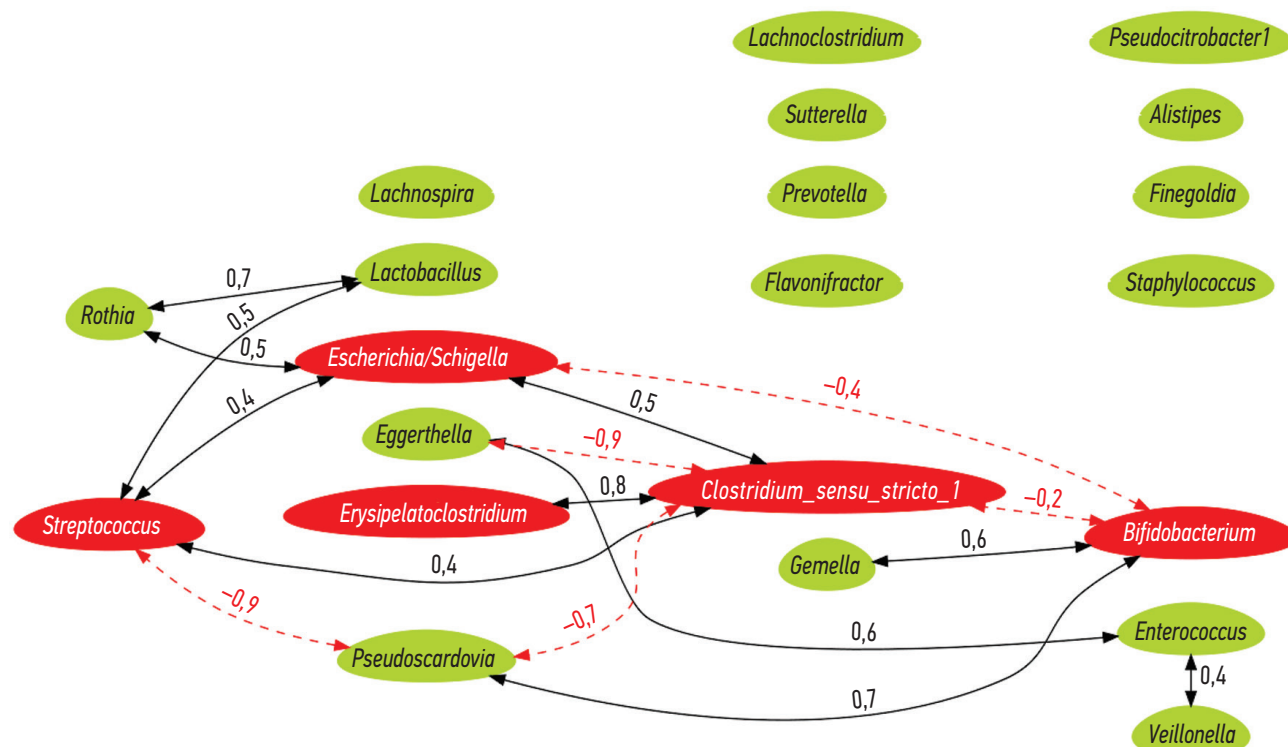 Lachnoclostridium
Pseudocitrobacter1
Sutterella
Alistipes
Lachnospira
Prevotella
Finegoldia
0,7
Lactobacillus
Flavonifractor
Staphylococcus
Rothia
0,5
0,5
Escherichia/Schigella
–0,4
0,4
0,5
Eggerthella
–0,9
Clostridium_sensu_stricto_1
0,8
–0,2
Erysipelatoclostridium
Streptococcus
Bifidobacterium
0,6
0,4
Gemella
–0,9
–0,7
0,6
Enterococcus
Pseudoscardovia
0,4
0,7
Veillonella